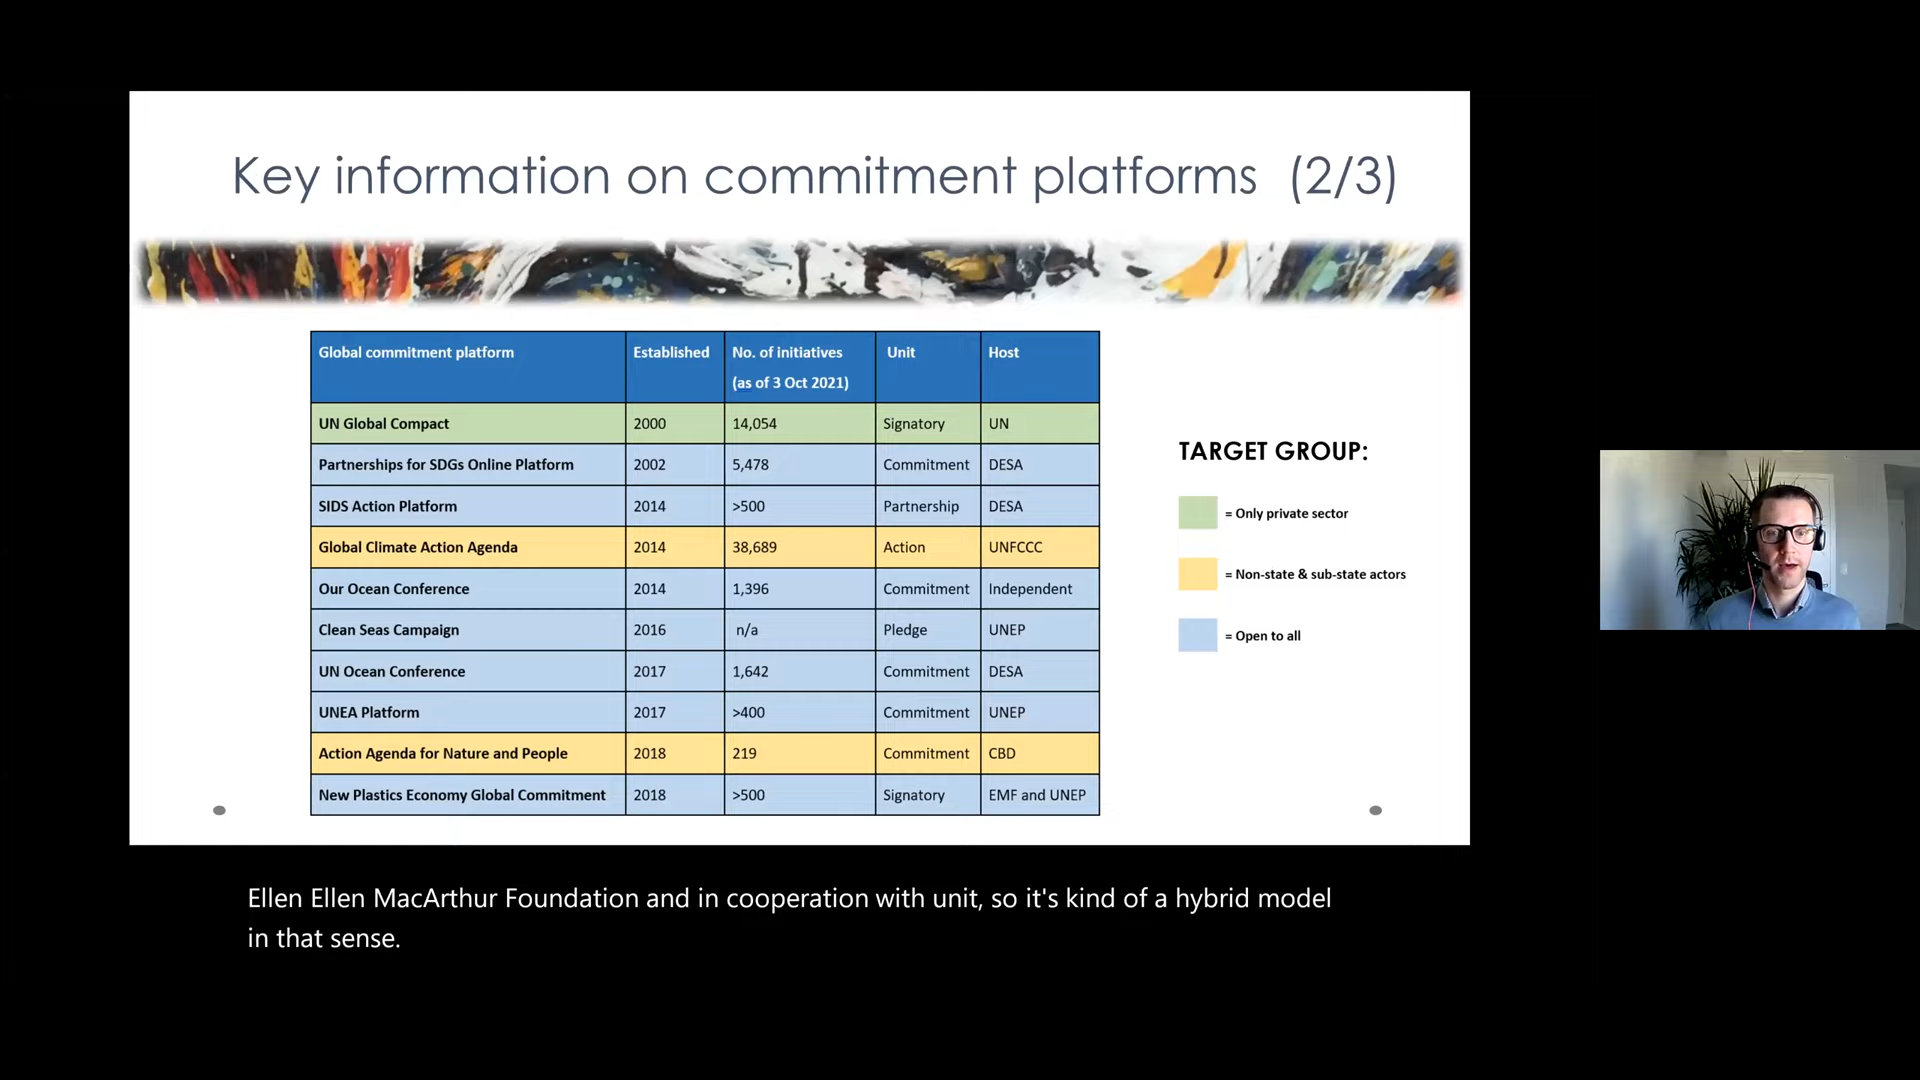 Key information on commitment platforms (2/3)
Global commitment platform Established No. of initiatives (as of 3 Oct 2021) Unit Host
UN Global Compact 2000 14,054 Signatory UN
Partnerships for SDGs Online Platform 2002 5,478 Commitment DESA
SIDS Action Platform 2014 >500 Partnership DESA
Global Climate Action Agenda 2014 38,689 Action UNFCCC
Our Ocean Conference 2014 1,396 Commitment Independent
Clean Seas Campaign 2016 n/a Pledge UNEP
UN Ocean Conference 2017 1,642 Commitment DESA
UNEA Platform 2017 >400 Commitment UNEP
Action Agenda for Nature and People 2018 219 Commitment CBD
New Plastics Economy Global Commitment 2018 >500 Signatory EMF and UNEP
TARGET GROUP:
= Only private sector
= Non-state & sub-state actors
= Open to all
Ellen Ellen MacArthur Foundation and in cooperation with unit, so it's kind of a hybrid model
in that sense.